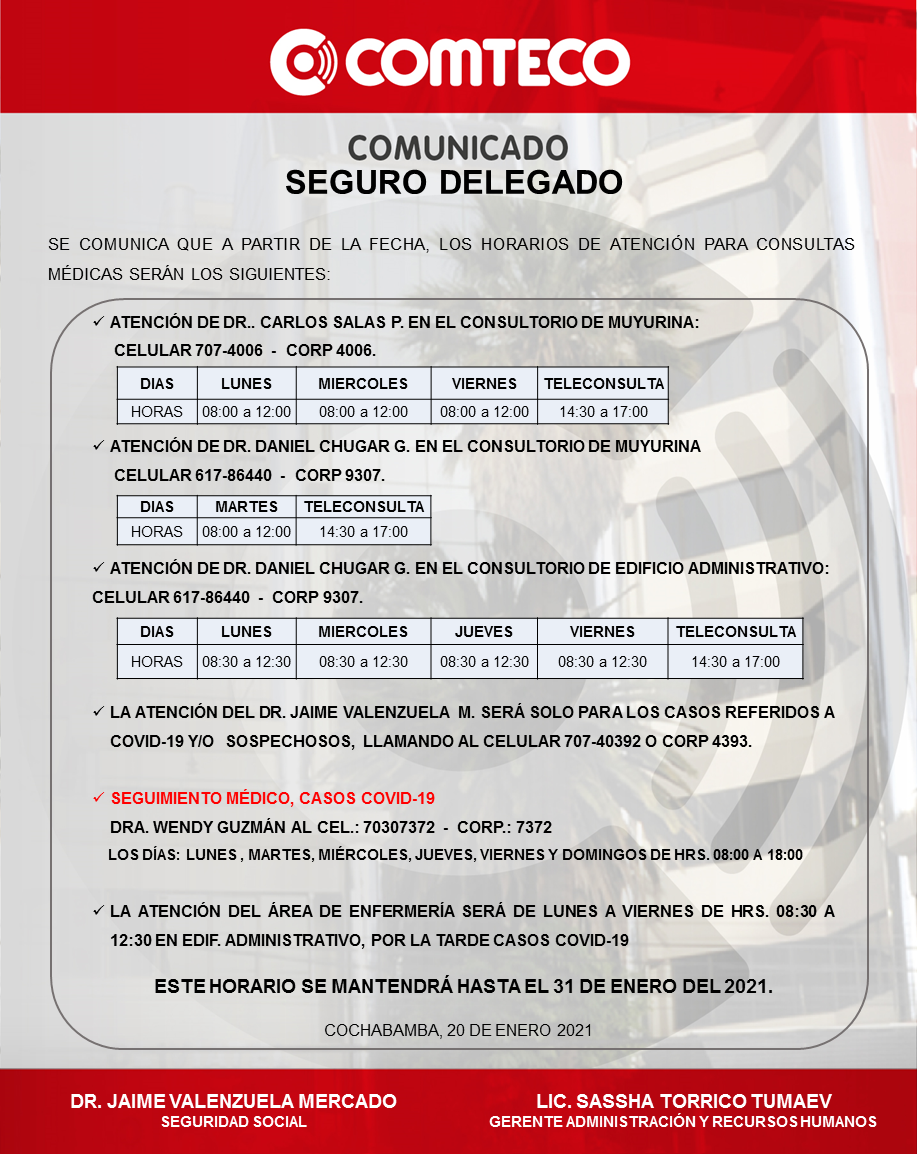 COMTECO
COMUNICADO
SEGURO DELEGADO
SE COMUNICA QUE A PARTIR DE LA FECHA, LOS HORARIOS DE ATENCIÓN PARA CONSULTAS
MÉDICAS SERÁN LOS SIGUIENTES:
✓ ATENCIÓN DE DR.. CARLOS SALAS P. EN EL CONSULTORIO DE MUYURINA:
CELULAR 707-4006 - CORP 4006.
DIAS LUNES MIERCOLES VIERNES TELECONSULTA
HORAS 08:00 a 12:00 08:00 a 12:00 08:00 a 12:00 14:30 a 17:00
✓ ATENCIÓN DE DR. DANIEL CHUGAR G. EN EL CONSULTORIO DE MUYURINA
CELULAR 617-86440 - CORP 9307.
DIAS MARTES TELECONSULTA
HORAS 08:00 a 12:00 14:30 a 17:00
✓ ATENCIÓN DE DR. DANIEL CHUGAR G. EN EL CONSULTORIO DE EDIFICIO ADMINISTRATIVO:
CELULAR 617-86440 - CORP 9307.
DIAS LUNES MIERCOLES JUEVES VIERNES TELECONSULTA
HORAS 08:30 a 12:30 08:30 a 12:30 08:30 a 12:30 08:30 a 12:30 14:30 a 17:00
✓ LA ATENCIÓN DEL DR. JAIME VALENZUELA M. SERÁ SOLO PARA LOS CASOS REFERIDOS A
COVID-19 Y/O SOSPECHOSOS, LLAMANDO AL CELULAR 707-40392 O CORP 4393.
✓ SEGUIMIENTO MÉDICO, CASOS COVID-19
DRA. WENDY GUZMÁN AL CEL.: 70307372 - CORP.: 7372
LOS DÍAS: LUNES , MARTES, MIÉRCOLES, JUEVES, VIERNES Y DOMINGOS DE HRS. 08:00 A 18:00
✓ LA ATENCIÓN DEL ÁREA DE ENFERMERÍA SERÁ DE LUNES A VIERNES DE HRS. 08:30 A
12:30 EN EDIF. ADMINISTRATIVO, POR LA TARDE CASOS COVID-19
ESTE HORARIO SE MANTENDRÁ HASTA EL 31 DE ENERO DEL 2021.
COCHABAMBA, 20 DE ENERO 2021
DR. JAIME VALENZUELA MERCADO
SEGURIDAD SOCIAL
LIC. SASSHA TORRICO TUMAEV
GERENTE ADMINISTRACIÓN Y RECURSOS HUMANOS